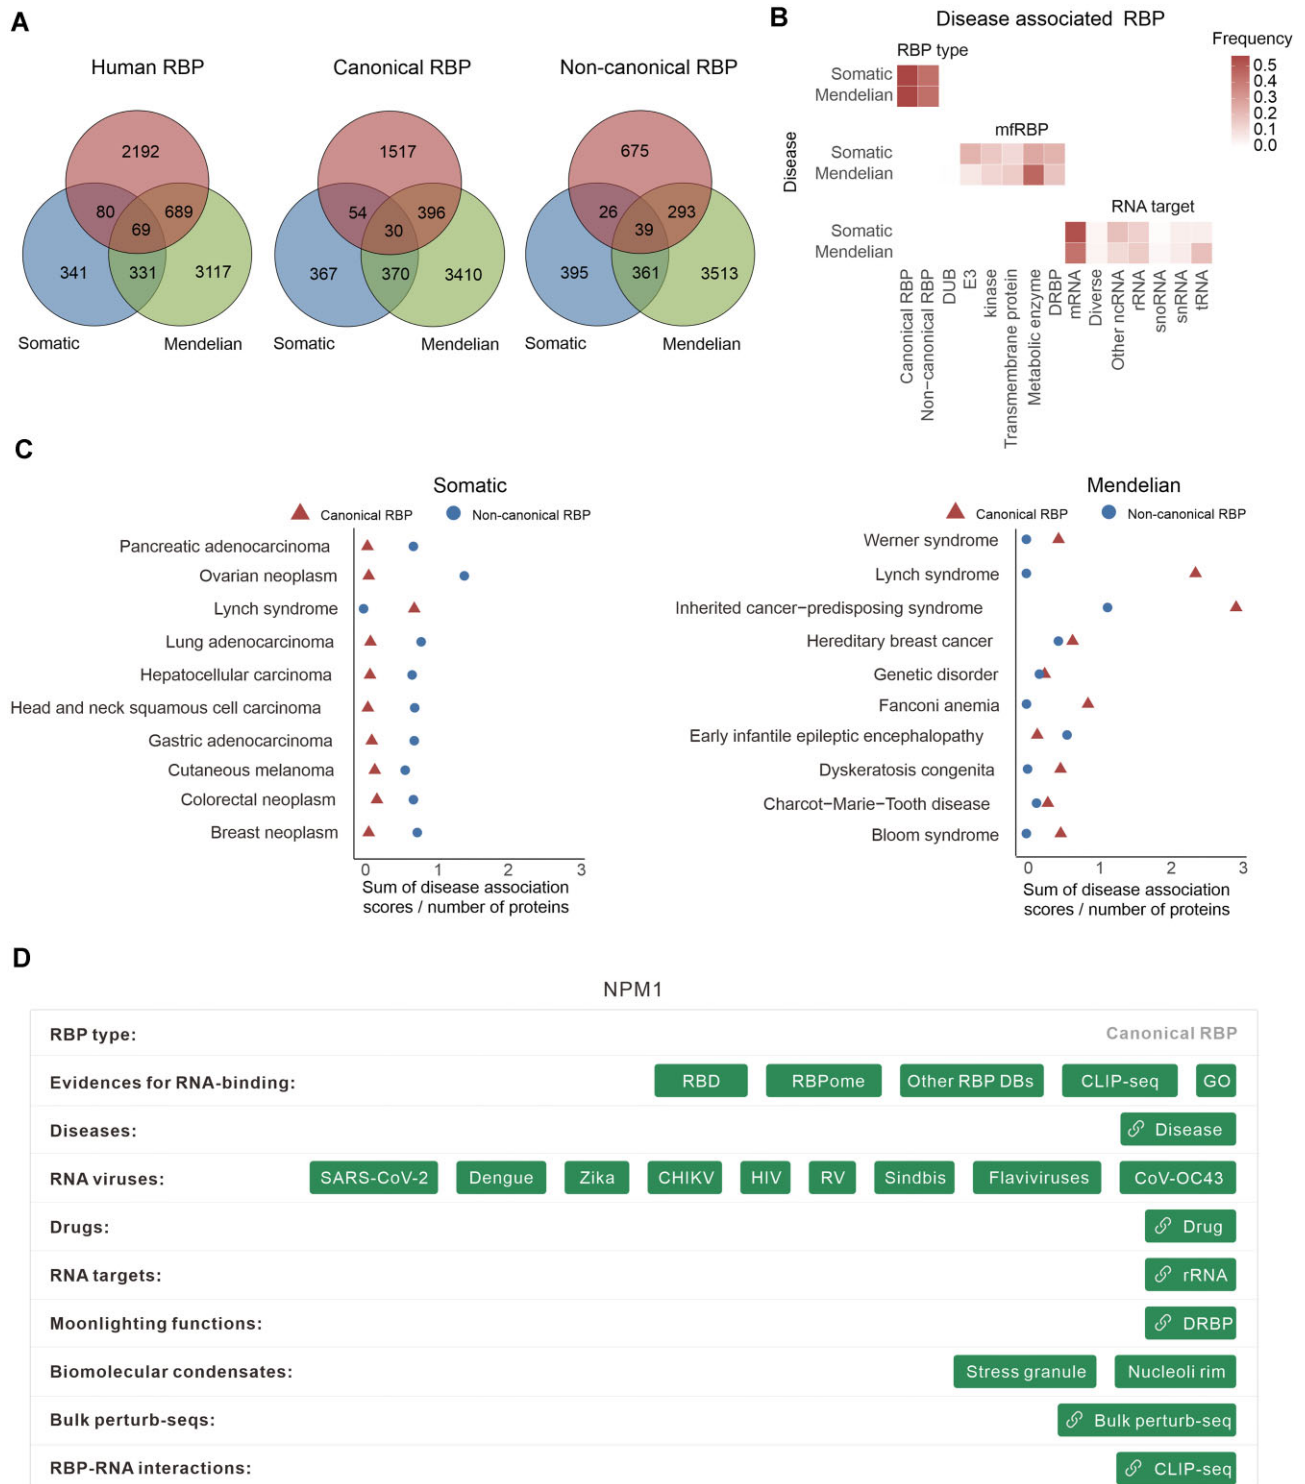 A
Human RBP
Canonical RBP
Non-canonical RBP
2192
80
689
69
341
331
3117
Somatic
Mendelian
1517
54
396
30
367
370
3410
Somatic
Mendelian
675
26
293
39
395
361
3513
Somatic
Mendelian
B
Disease associated RBP
Frequency
0.5
0.4
0.3
0.2
0.1
0.0
Disease
RBP type
Somatic
Mendelian
mfRBP
Somatic
Mendelian
RNA target
Somatic
Mendelian
Canonical RBP
Non-canonical RBP
DUB
E3
kinase
Transmembrane protein
Metabolic enzyme
DRBP
mRNA
Diverse
Other ncRNA
rRNA
snoRNA
snRNA
tRNA
C
Somatic
Canonical RBP
Non-canonical RBP
Pancreatic adenocarcinoma
Ovarian neoplasm
Lynch syndrome
Lung adenocarcinoma
Hepatocellular carcinoma
Head and neck squamous cell carcinoma
Gastric adenocarcinoma
Cutaneous melanoma
Colorectal neoplasm
Breast neoplasm
0 1 2 3
Sum of disease association
scores / number of proteins
Mendelian
Canonical RBP
Non-canonical RBP
Werner syndrome
Lynch syndrome
Inherited cancer-predisposing syndrome
Hereditary breast cancer
Genetic disorder
Fanconi anemia
Early infantile epileptic encephalopathy
Dyskeratosis congenita
Charcot-Marie-Tooth disease
Bloom syndrome
0 1 2 3
Sum of disease association
scores / number of proteins
D
NPM1
RBP type: Canonical RBP
Evidences for RNA-binding: RBD RBPome Other RBP DBs CLIP-seq GO
Diseases: Disease
RNA viruses: SARS-CoV-2 Dengue Zika CHIKV HIV RV Sindbis Flaviviruses CoV-OC43
Drugs: Drug
RNA targets: rRNA
Moonlighting functions: DRBP
Biomolecular condensates: Stress granule Nucleoli rim
Bulk perturb-seqs: Bulk perturb-seq
RBP-RNA interactions: CLIP-seq